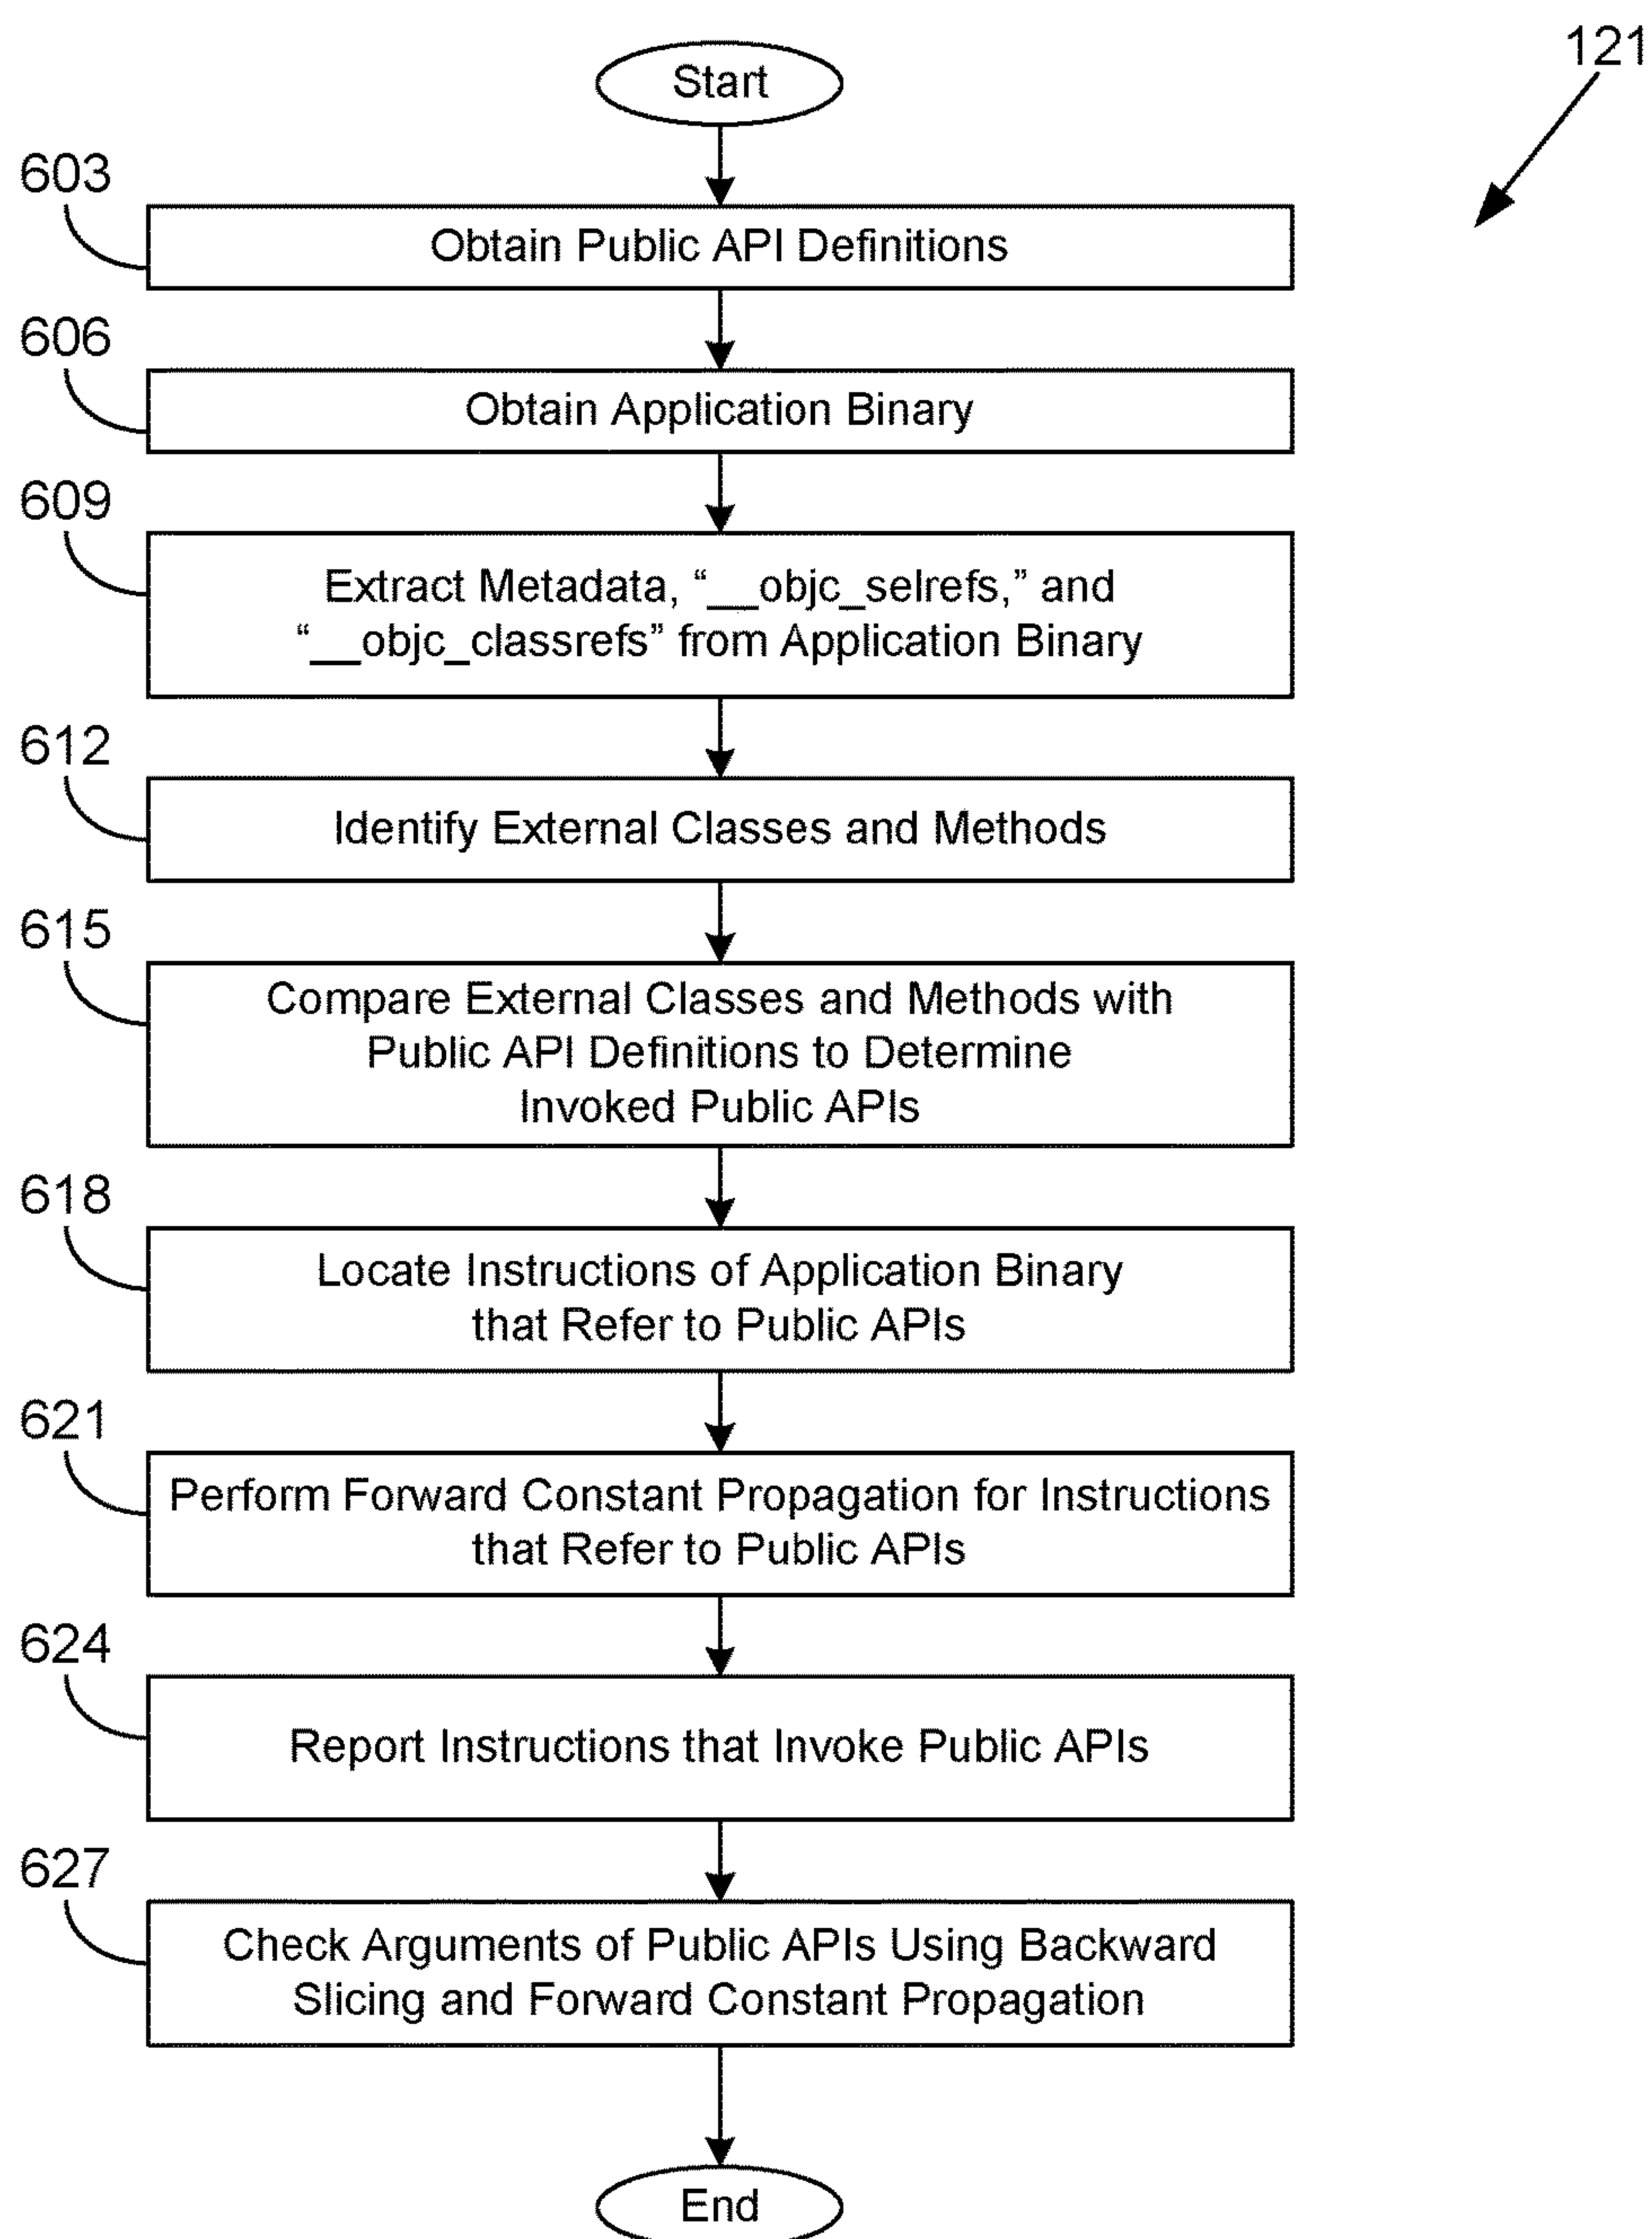 121
Start
603
Obtain Public API Definitions
606
Obtain Application Binary
609
Extract Metadata, “__objc_selrefs,” and
“__objc_classrefs” from Application Binary
612
Identify External Classes and Methods
615
Compare External Classes and Methods with
Public API Definitions to Determine
Invoked Public APIs
618
Locate Instructions of Application Binary
that Refer to Public APIs
621
Perform Forward Constant Propagation for Instructions
that Refer to Public APIs
624
Report Instructions that Invoke Public APIs
627
Check Arguments of Public APIs Using Backward
Slicing and Forward Constant Propagation
End